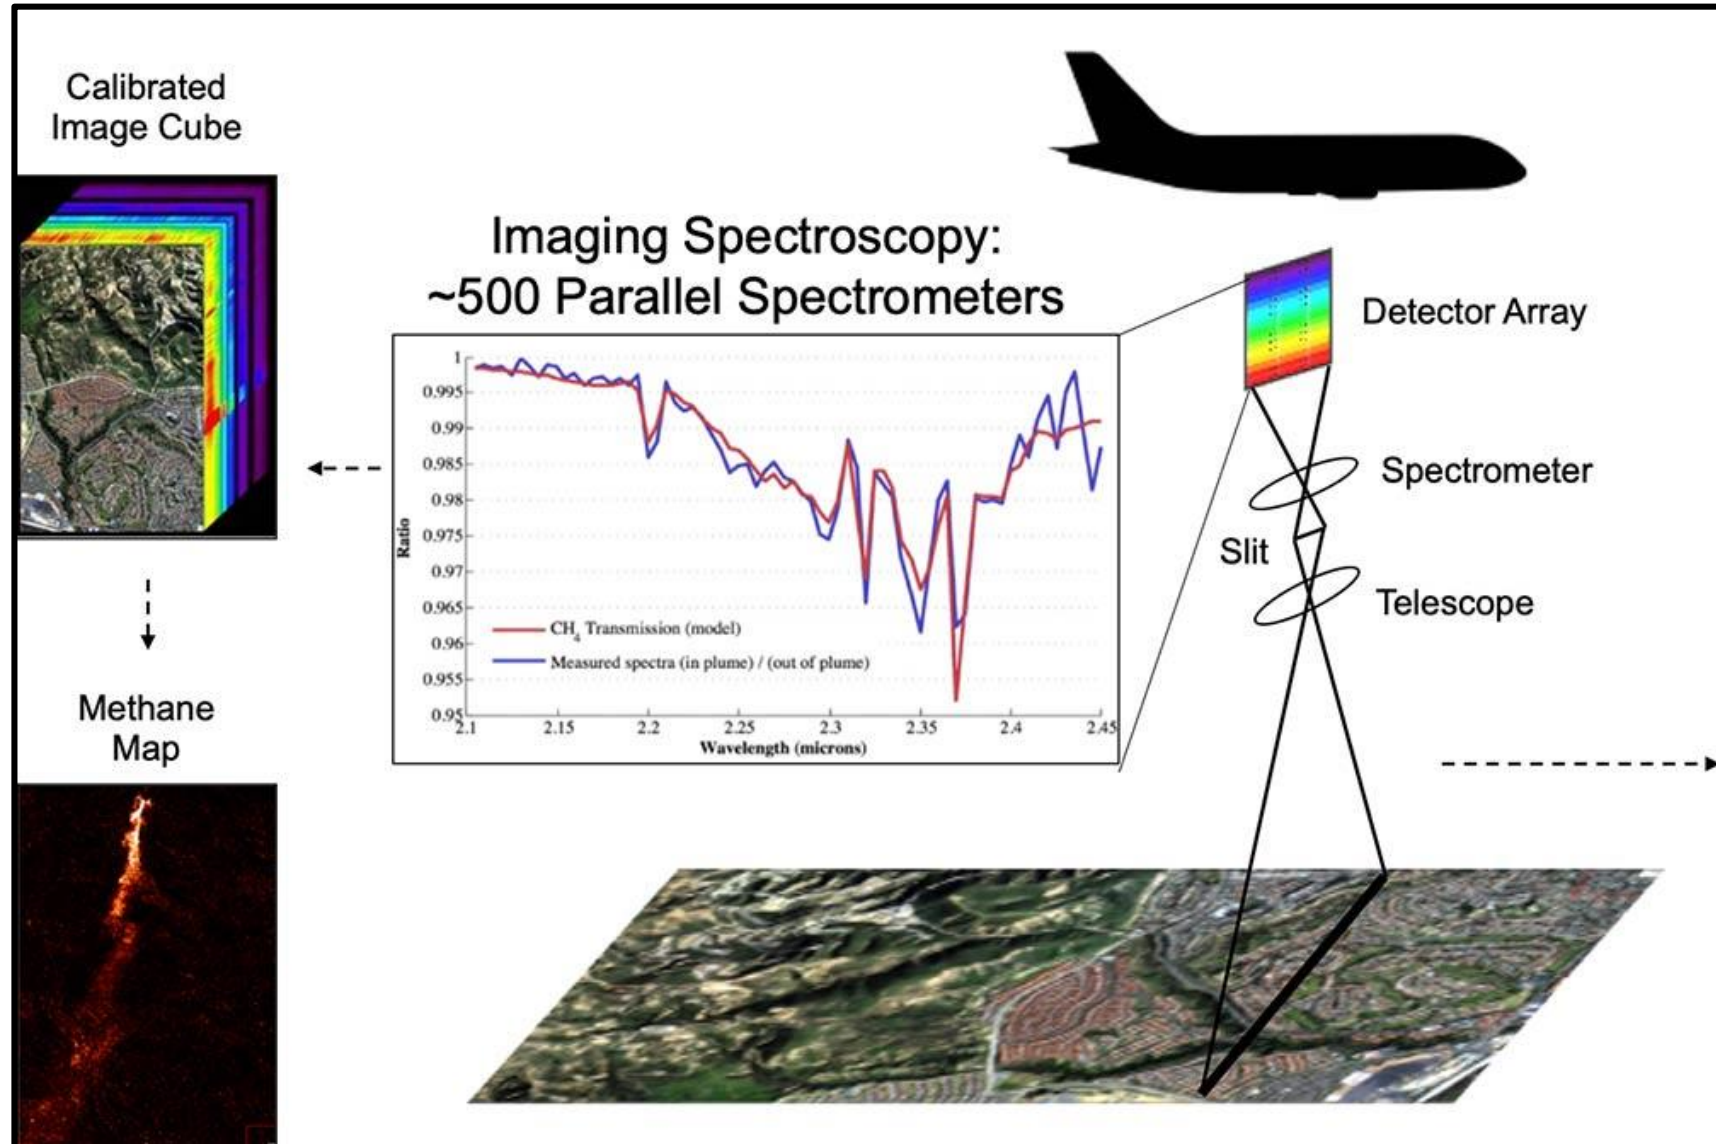 Calibrated
Image Cube
Imaging Spectroscopy:
~500 Parallel Spectrometers
Detector Array
Spectrometer
Slit
Telescope
1
0.995
0.99
0.985
0.98
0.975
0.97
0.965
0.96
0.955
0.95
Ratio
CH4 Transmission (model)
Measured spectra (in plume) / (out of plume)
2.1
2.15
2.2
2.25
2.3
2.35
2.4
2.45
Wavelength (microns)
Methane
Map